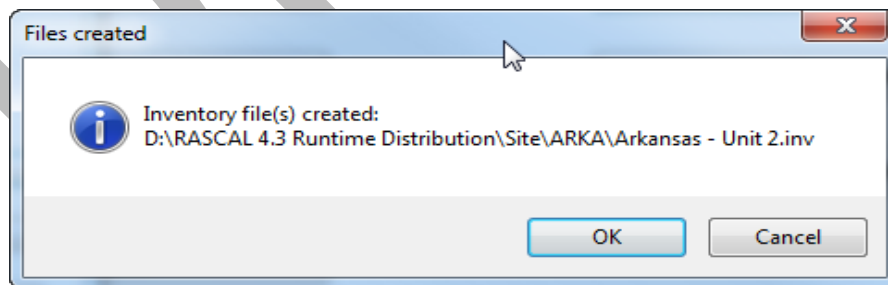 Files created
Inventory file(s) created:
D:\RASCAL 4.3 Runtime Distribution\Site\ARKA\Arkansas - Unit 2.inv
OK
Cancel